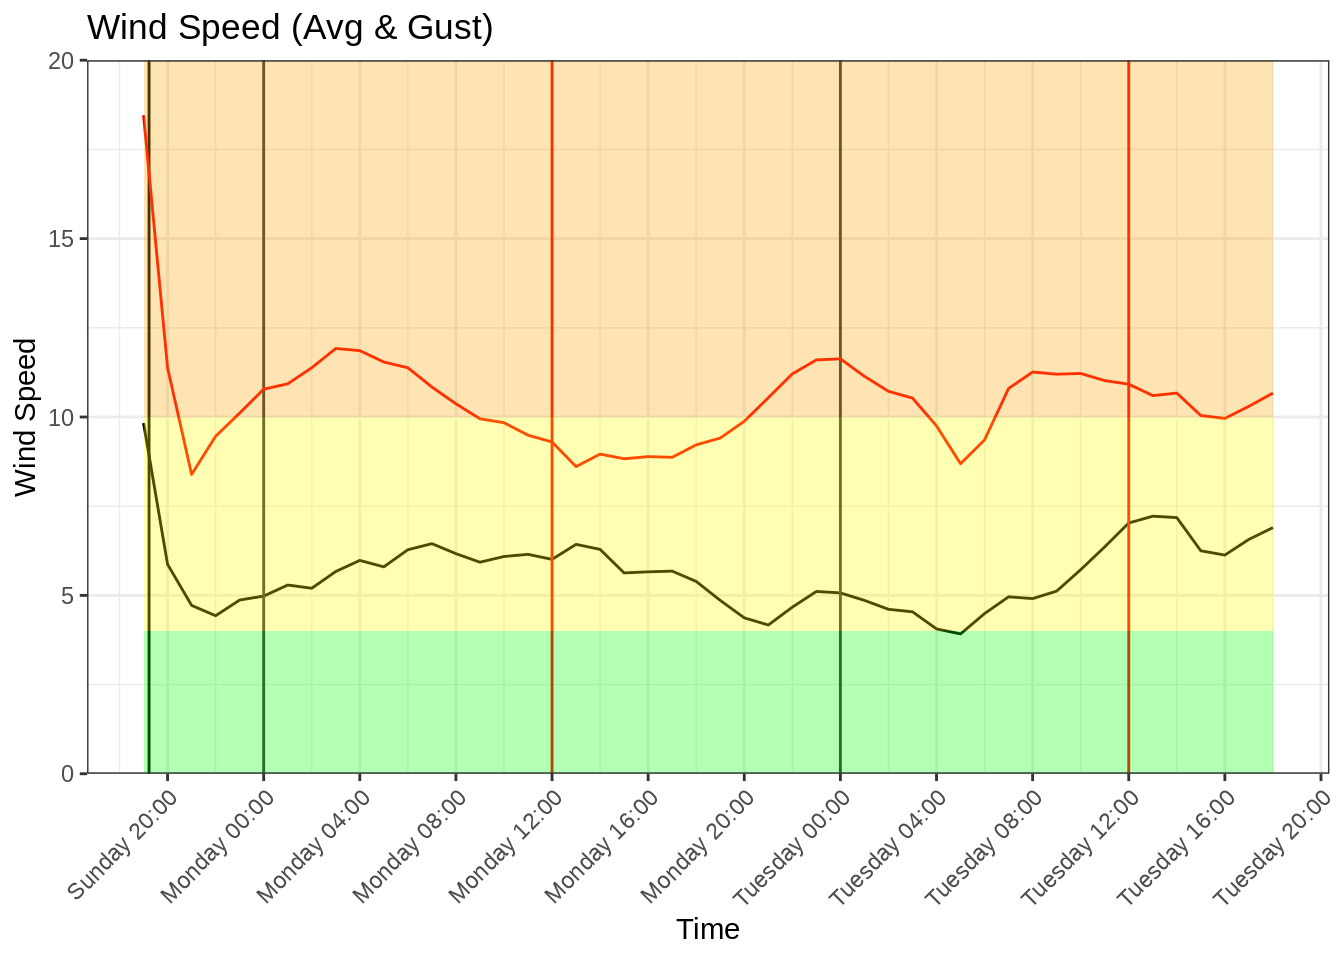 Wind Speed (Avg & Gust)
20
15
10
5
0
Wind Speed
Sunday 20:00
Monday 00:00
Monday 04:00
Monday 08:00
Monday 12:00
Monday 16:00
Monday 20:00
Tuesday 00:00
Tuesday 04:00
Tuesday 08:00
Tuesday 12:00
Tuesday 16:00
Tuesday 20:00
Time